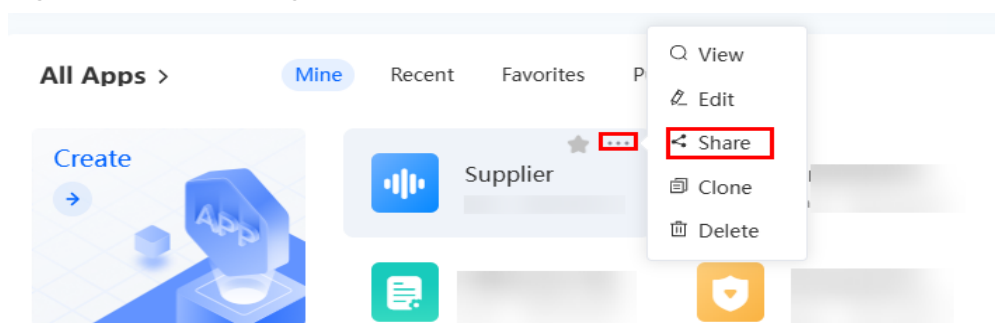 All Apps >
Mine
Recent
Favorites
View
Edit
Share
Clone
Delete
Create
APP
Supplier